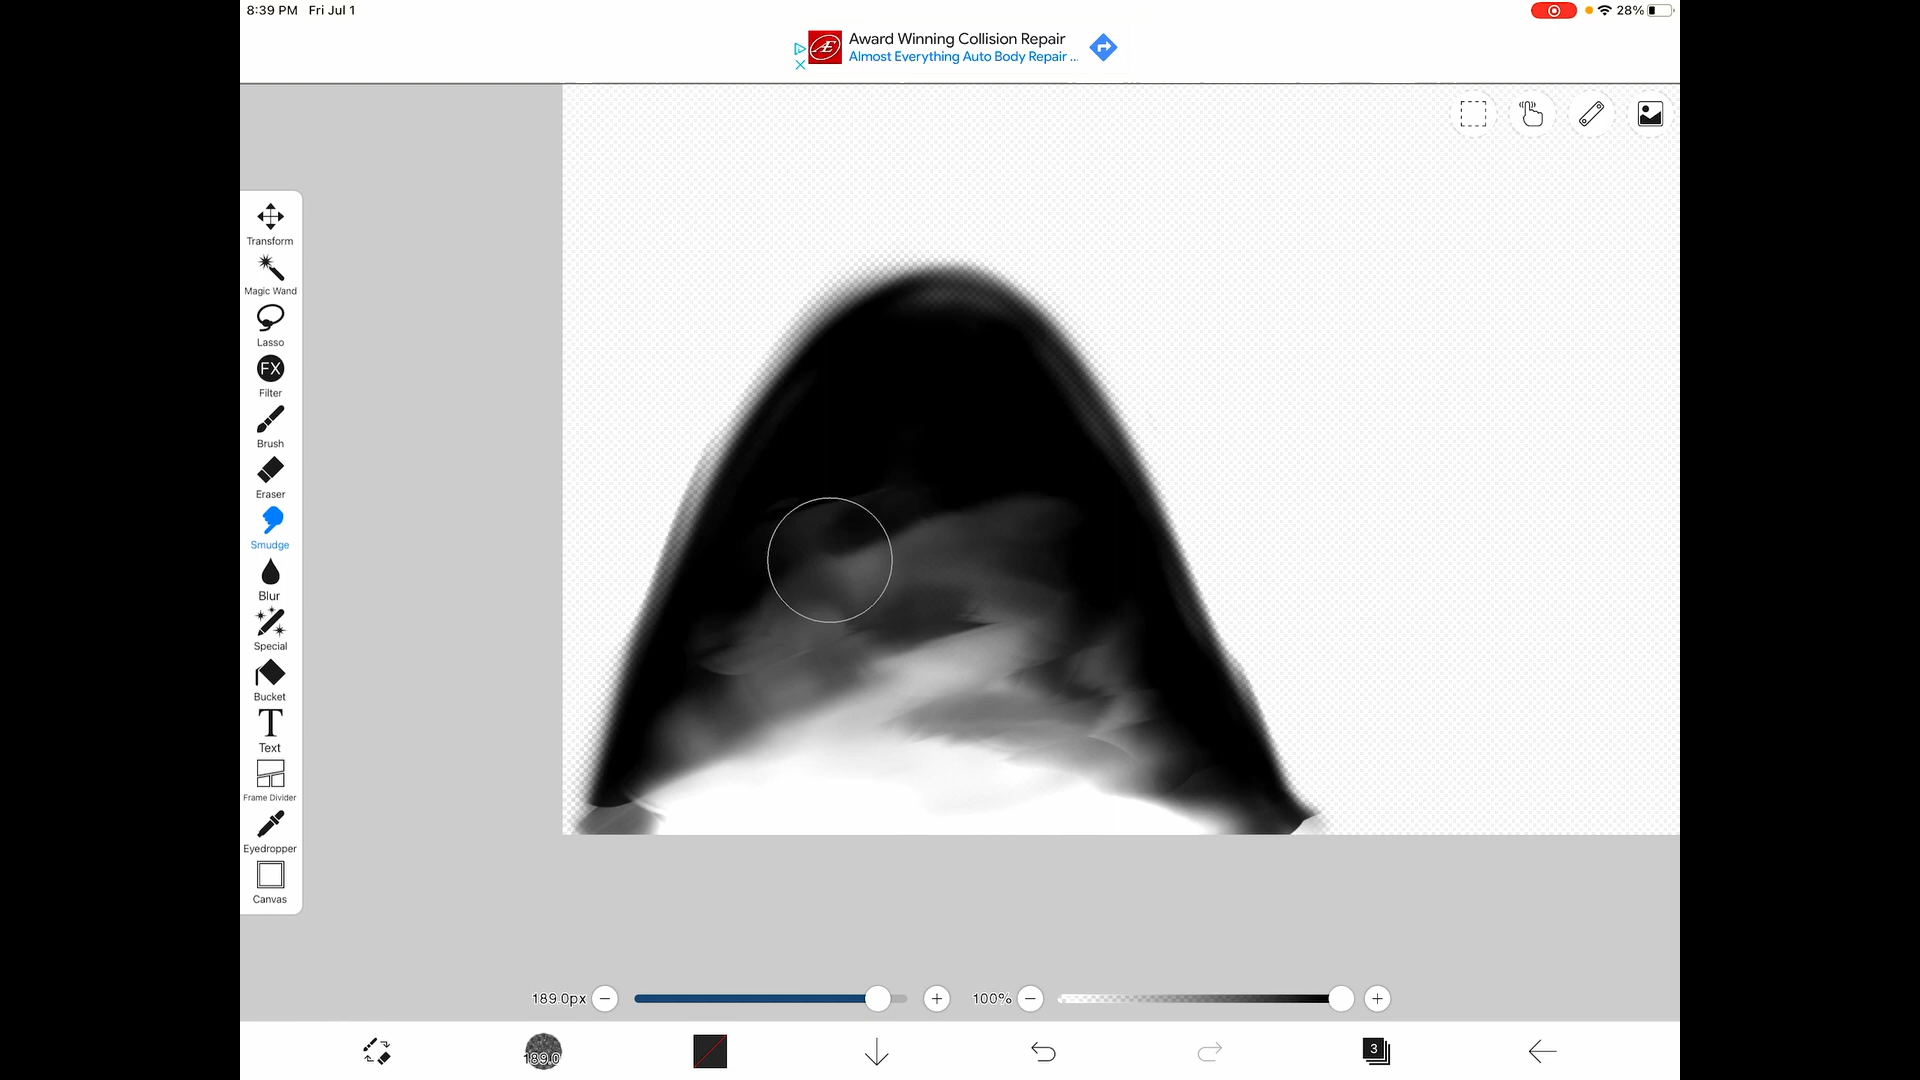 8:39 PM Fri Jul 1
28%
Award Winning Collision Repair
Almost Everything Auto Body Repair ...
Transform
Magic Wand
Lasso
FX
Filter
Brush
Eraser
Smudge
Blur
Special
Bucket
T
Text
Frame Divider
Eyedropper
Canvas
189.0px
100%
189.0
3